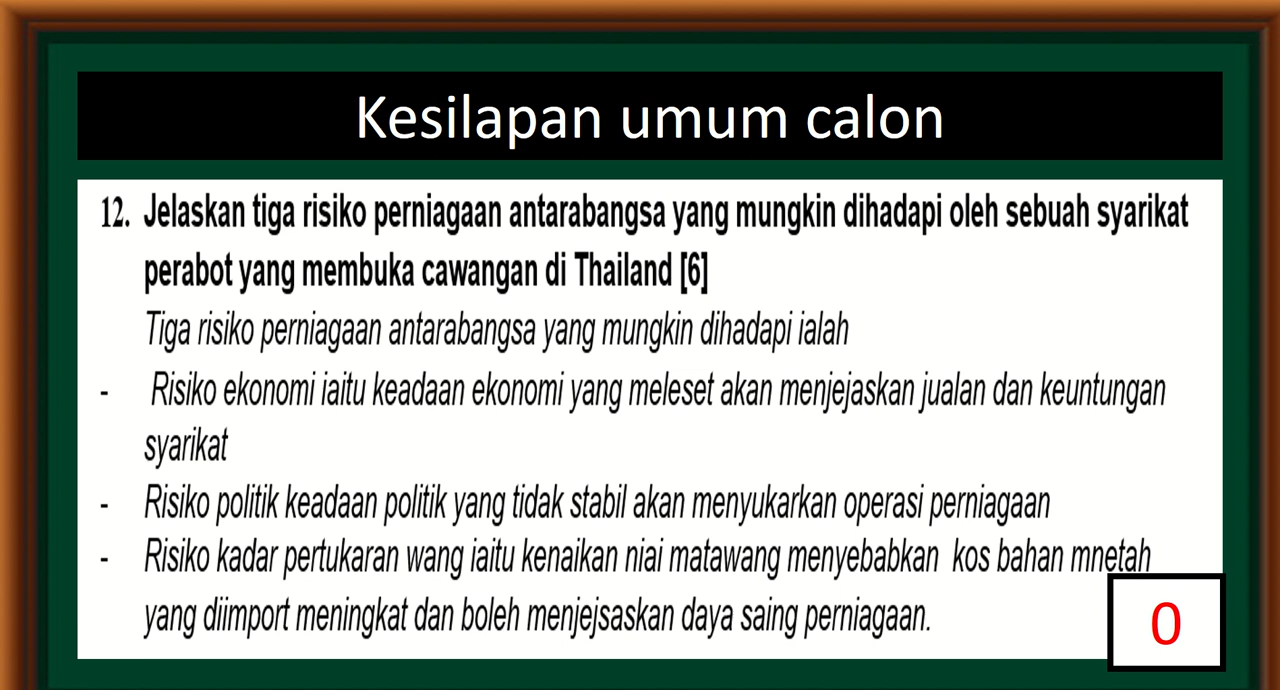 Kesilapan umum calon
12. Jelaskan tiga risiko perniagaan antarabangsa yang mungkin dihadapi oleh sebuah syarikat
perabot yang membuka cawangan di Thailand [6]
Tiga risiko perniagaan antarabangsa yang mungkin dihadapi ialah
- Risiko ekonomi iaitu keadaan ekonomi yang meleset akan menjejaskan jualan dan keuntungan
syarikat
- Risiko politik keadaan politik yang tidak stabil akan menyukarkan operasi perniagaan
- Risiko kadar pertukaran wang iaitu kenaikan niai matawang menyebabkan kos bahan mnetah
yang diimport meningkat dan boleh menjejsaskan daya saing perniagaan.
0